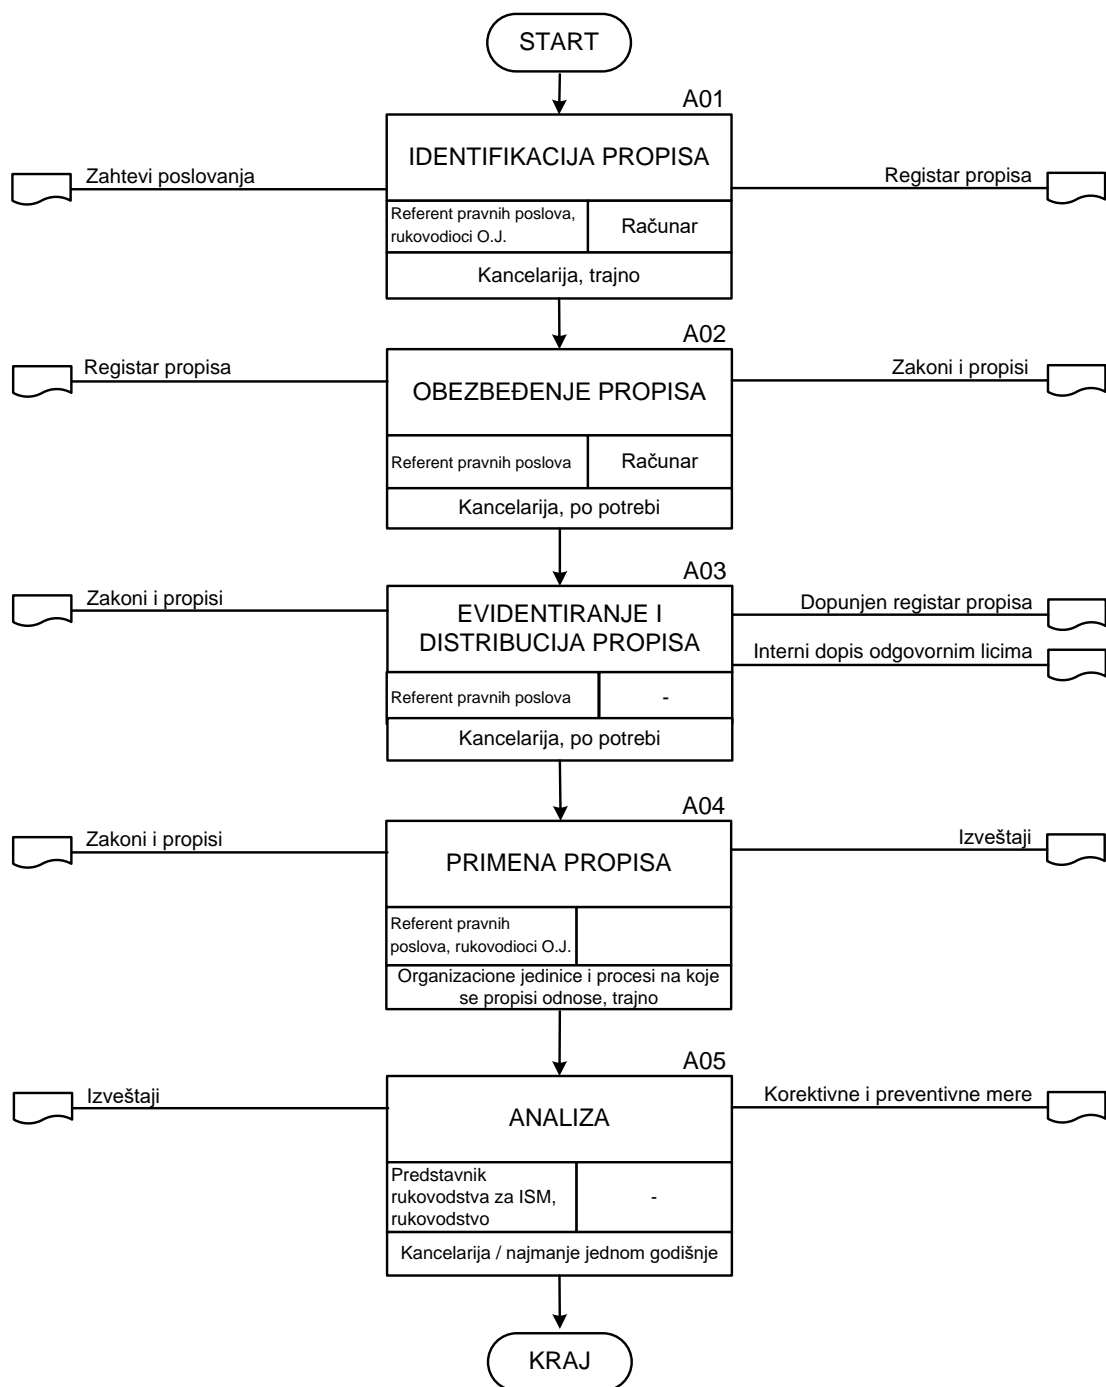 START
A01
IDENTIFIKACIJA PROPISA
Zahtevi poslovanja
Registar propisa
Referent pravnih poslova,
rukovodioci O.J.
Računar
Kancelarija, trajno
A02
Registar propisa
Zakoni i propisi
OBEZBEĐENJE PROPISA
Referent pravnih poslova
Računar
Kancelarija, po potrebi
A03
Zakoni i propisi
EVIDENTIRANJE I
DISTRIBUCIJA PROPISA
Dopunjen registar propisa
Interni dopis odgovornim licima
Referent pravnih poslova
-
Kancelarija, po potrebi
A04
Zakoni i propisi
Izveštaji
PRIMENA PROPISA
Referent pravnih
poslova, rukovodioci O.J.
Organizacione jedinice i procesi na koje
se propisi odnose, trajno
A05
Izveštaji
Korektivne i preventivne mere
ANALIZA
Predstavnik
rukovodstva za ISM,
rukovodstvo
-
Kancelarija / najmanje jednom godišnje
KRAJ